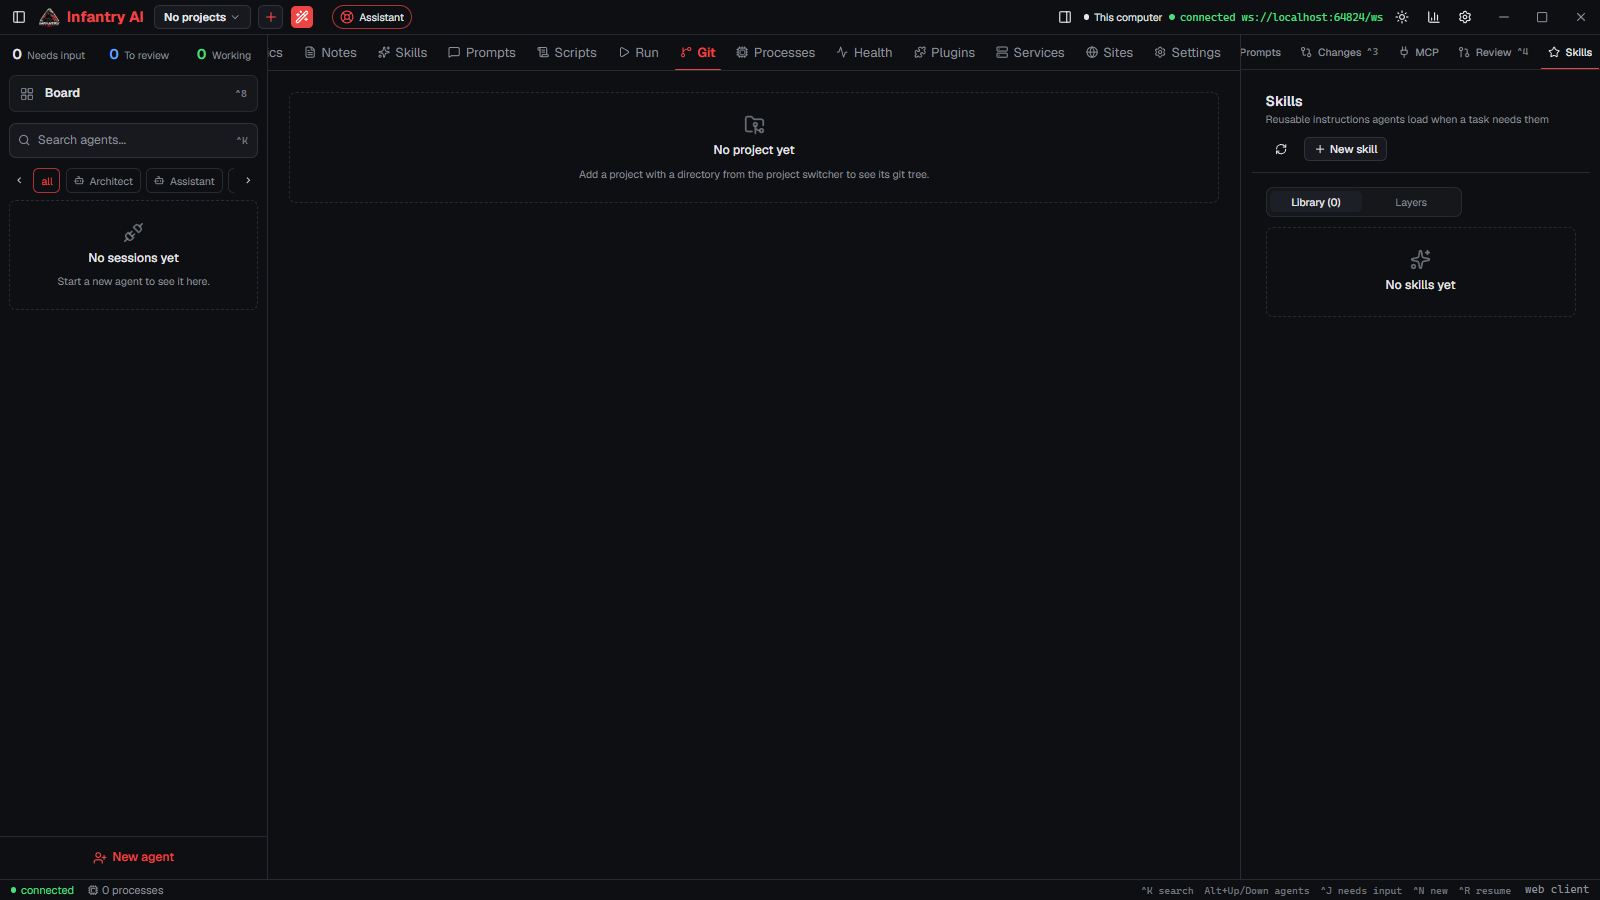 Infantry AI
No projects
Assistant
This computer
connected ws://localhost:64824/ws
0 Needs input
0 To review
0 Working
cs
Notes
Skills
Prompts
Scripts
Run
Git
Processes
Health
Plugins
Services
Sites
Settings
Prompts
Changes ^3
MCP
Review ^4
Skills
Board ^8
Search agents... ^K
all
Architect
Assistant
No sessions yet
Start a new agent to see it here.
No project yet
Add a project with a directory from the project switcher to see its git tree.
Skills
Reusable instructions agents load when a task needs them
New skill
Library (0)
Layers
No skills yet
New agent
connected
0 processes
^K search
Alt+Up/Down agents
^J needs input
^N new
^R resume
web client